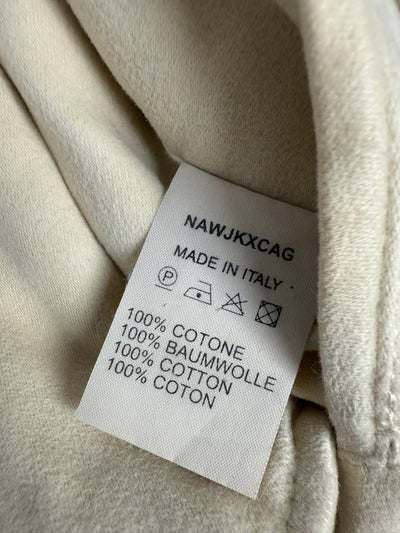 NAWJKXCAG
MADE IN ITALY
P
100% COTONE
100% BAUMWOLLE
100% COTTON
100% COTON